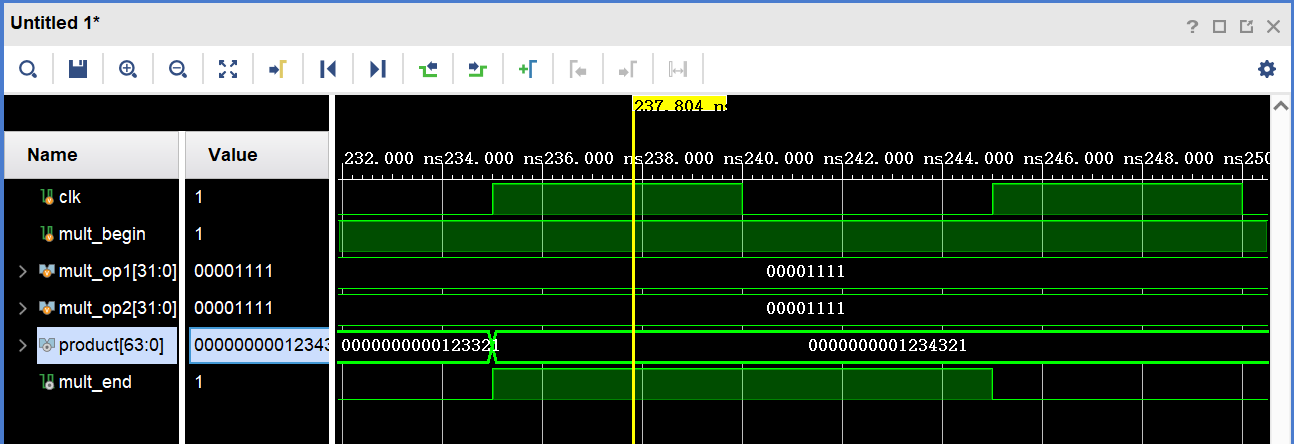 Untitled 1*
237.804 ns
Name Value
232.000 ns 234.000 ns 236.000 ns 238.000 ns 240.000 ns 242.000 ns 244.000 ns 246.000 ns 248.000 ns 250
clk 1
mult_begin 1
mult_op1[31:0] 00001111 00001111
mult_op2[31:0] 00001111 00001111
product[63:0] 000000000012343 0000000000123321 0000000001234321
mult_end 1